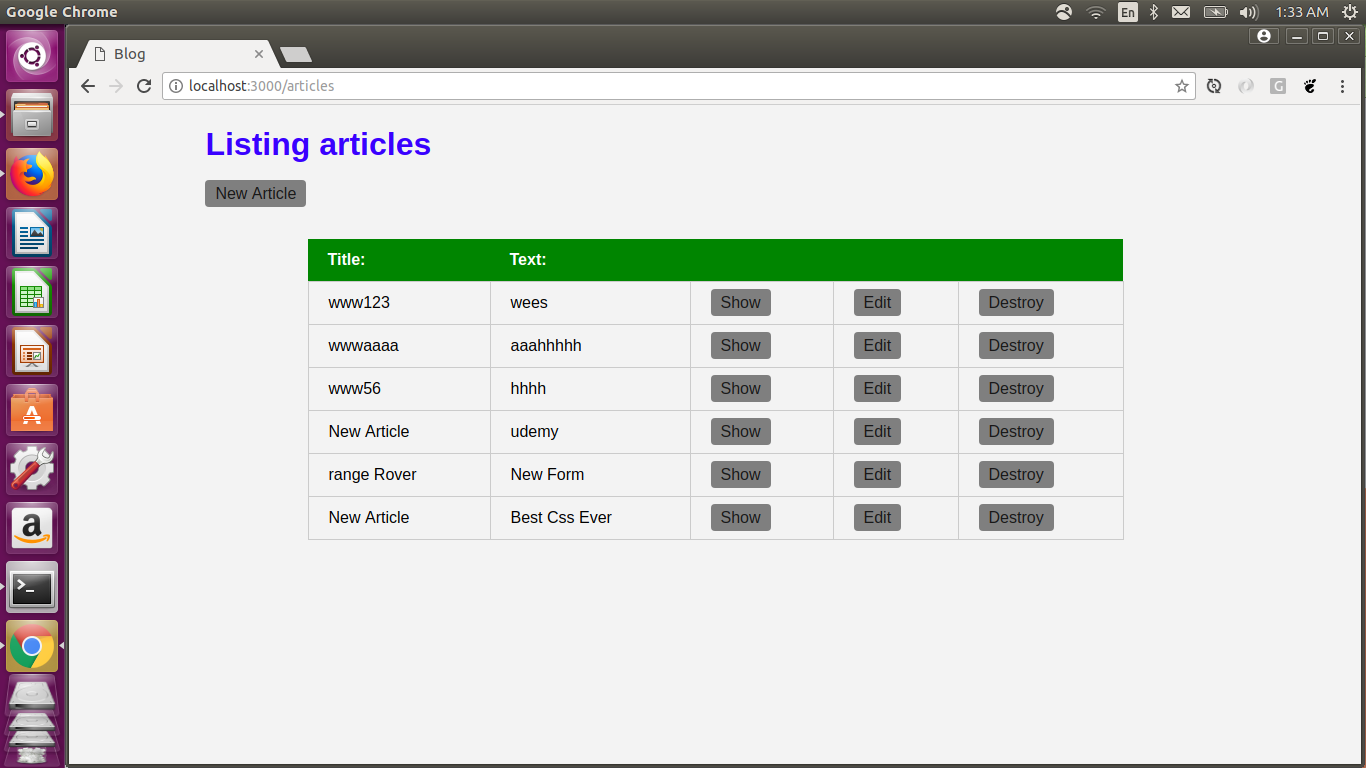 Google Chrome En 1:33 AM
Blog
localhost:3000/articles
G
Listing articles
New Article
Title: Text:
www123 wees Show Edit Destroy
wwwaaaa aaahhhhh Show Edit Destroy
www56 hhhh Show Edit Destroy
New Article udemy Show Edit Destroy
range Rover New Form Show Edit Destroy
New Article Best Css Ever Show Edit Destroy